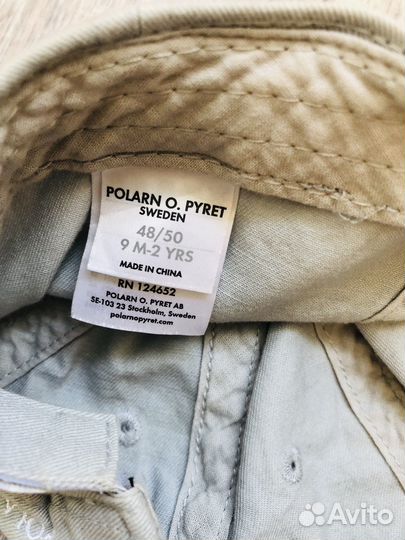 POLARN O. PYRET
SWEDEN
48/50
9 M-2 YRS
MADE IN CHINA
RN 124652
POLARN O. PYRET AB
SE-103 23 Stockholm, Sweden
polarnopyret.com
Avito